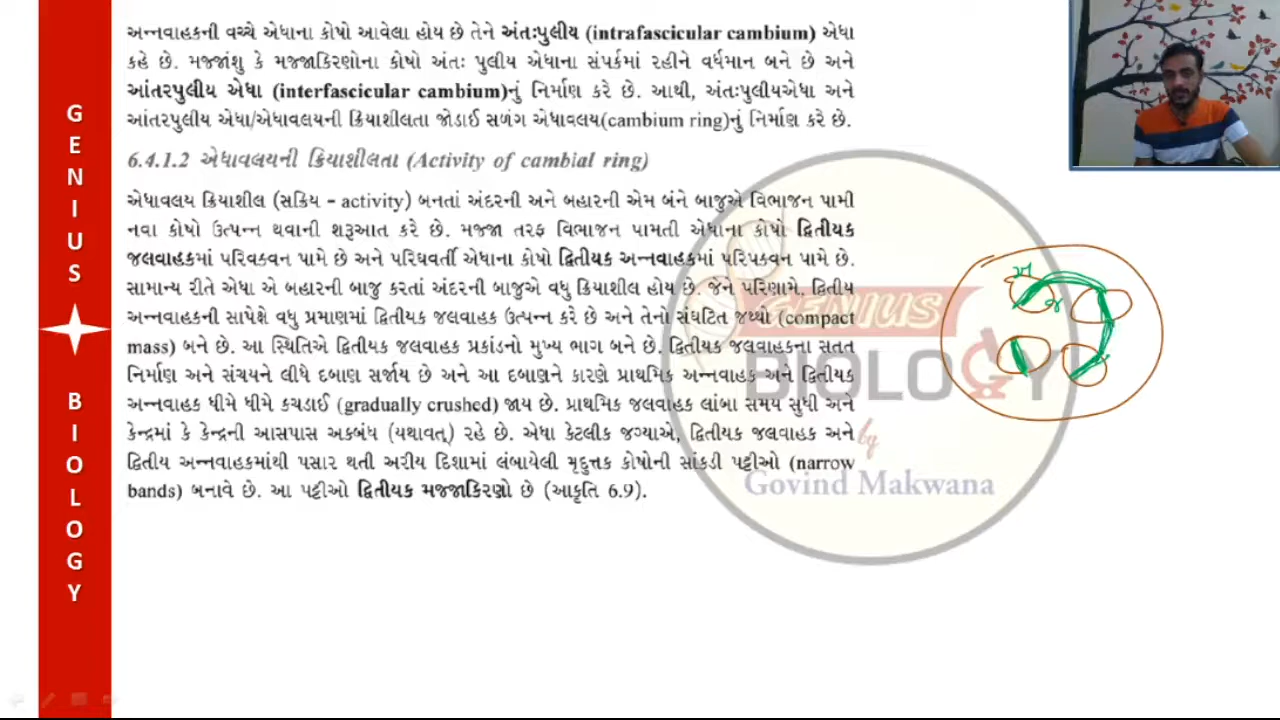 અન્નવાહકની વચ્ચે એધાના કોષો આવેલા હોય છે તેને અંતઃપુલીય (intrafascicular cambium) એધા
કહે છે. મજ્જાંશુ કે મજ્જાકિરણોના કોષો અંતઃ પુલીય એધાના સંપર્કમાં રહીને વર્ધમાન બને છે અને
આંતરપુલીય એધા (interfascicular cambium)નું નિર્માણ કરે છે. આથી, અંતઃપુલીયએધા અને
આંતરપુલીય એધા/એધાવલયની ક્રિયાશીલતા જોડાઈ સળંગ એધાવલય(cambium ring)નું નિર્માણ કરે છે.
6.4.1.2 એધાવલયની ક્રિયાશીલતા (Activity of cambial ring)
એધાવલય ક્રિયાશીલ (સક્રિય - activity) બનતાં અંદરની અને બહારની એમ બંને બાજુએ વિભાજન પામી
નવા કોષો ઉત્પન્ન થવાની શરૂઆત કરે છે. મજ્જા તરફ વિભાજન પામતી એધાના કોષો દ્વિતીયક
જલવાહકમાં પરિવક્વન પામે છે અને પરિઘવર્તી એધાના કોષો દ્વિતીયક અન્નવાહકમાં પરિપક્વન પામે છે.
સામાન્ય રીતે એધા એ બહારની બાજુ કરતાં અંદરની બાજુએ વધુ ક્રિયાશીલ હોય છે. જેને પરિણામે, દ્વિતીય
અન્નવાહકની સાપેક્ષે વધુ પ્રમાણમાં દ્વિતીયક જલવાહક ઉત્પન્ન કરે છે અને તેનો સંઘટિત જથ્થો (compact
mass) બને છે. આ સ્થિતિએ દ્વિતીયક જલવાહક પ્રકાંડનો મુખ્ય ભાગ બને છે. દ્વિતીયક જલવાહકના સતત
નિર્માણ અને સંચયને લીધે દબાણ સર્જાય છે અને આ દબાણને કારણે પ્રાથમિક અન્નવાહક અને દ્વિતીયક
અન્નવાહક ધીમે ધીમે કચડાઈ (gradually crushed) જાય છે. પ્રાથમિક જલવાહક લાંબા સમય સુધી અને
કેન્દ્રમાં કે કેન્દ્રની આસપાસ અકબંધ (યથાવત્) રહે છે. એધા કેટલીક જગ્યાએ, દ્વિતીયક જલવાહક અને
દ્વિતીય અન્નવાહકમાંથી પસાર થતી અરીય દિશામાં લંબાયેલી મૃદુત્તક કોષોની સાંકડી પટ્ટીઓ (narrow
bands) બનાવે છે. આ પટ્ટીઓ દ્વિતીયક મજ્જાકિરણો છે (આકૃતિ 6.9).
GENIUS
BIOLOGY
GENIUS
BIOLOGY
by
Govind Makwana
જ